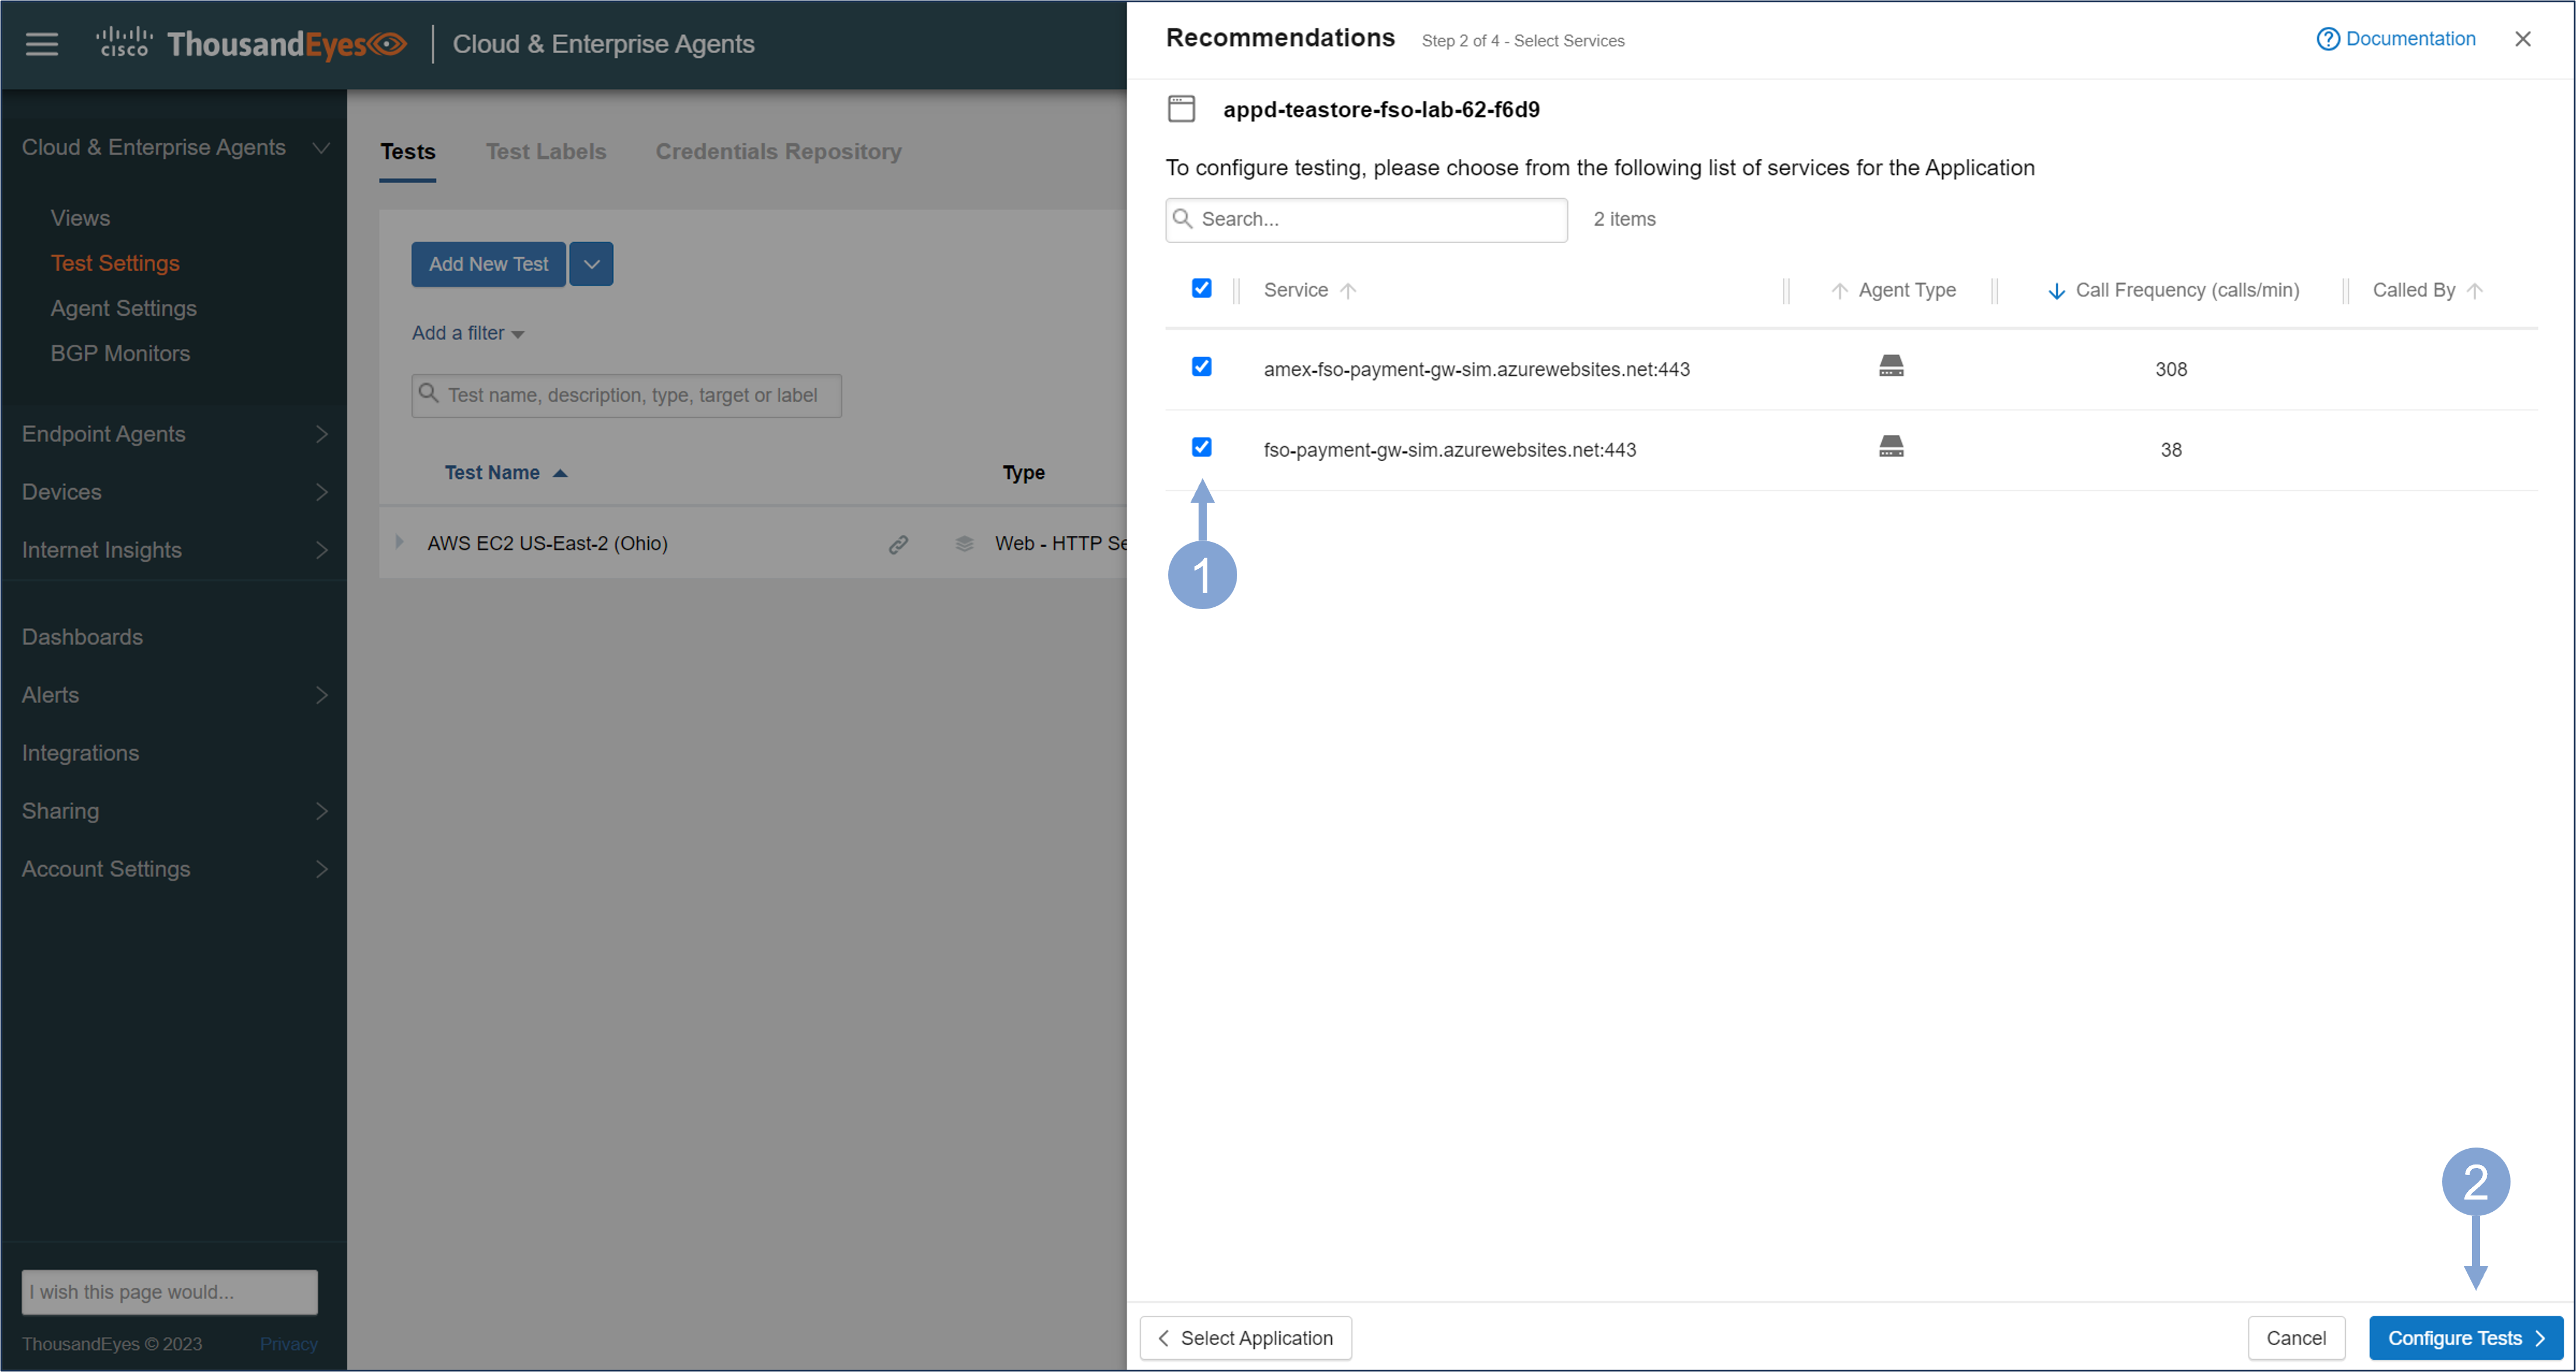 cisco ThousandEyes | Cloud & Enterprise Agents
Cloud & Enterprise Agents
Views
Test Settings
Agent Settings
BGP Monitors
Endpoint Agents
Devices
Internet Insights
Dashboards
Alerts
Integrations
Sharing
Account Settings
I wish this page would...
ThousandEyes © 2023 Privacy
Tests Test Labels Credentials Repository
Add New Test
Add a filter
Test name, description, type, target or label
Test Name Type
AWS EC2 US-East-2 (Ohio) Web - HTTP Se
Recommendations Step 2 of 4 - Select Services Documentation
appd-teastore-fso-lab-62-f6d9
To configure testing, please choose from the following list of services for the Application
Search... 2 items
Service Agent Type Call Frequency (calls/min) Called By
amex-fso-payment-gw-sim.azurewebsites.net:443 308
fso-payment-gw-sim.azurewebsites.net:443 38
1
2
Select Application Cancel Configure Tests